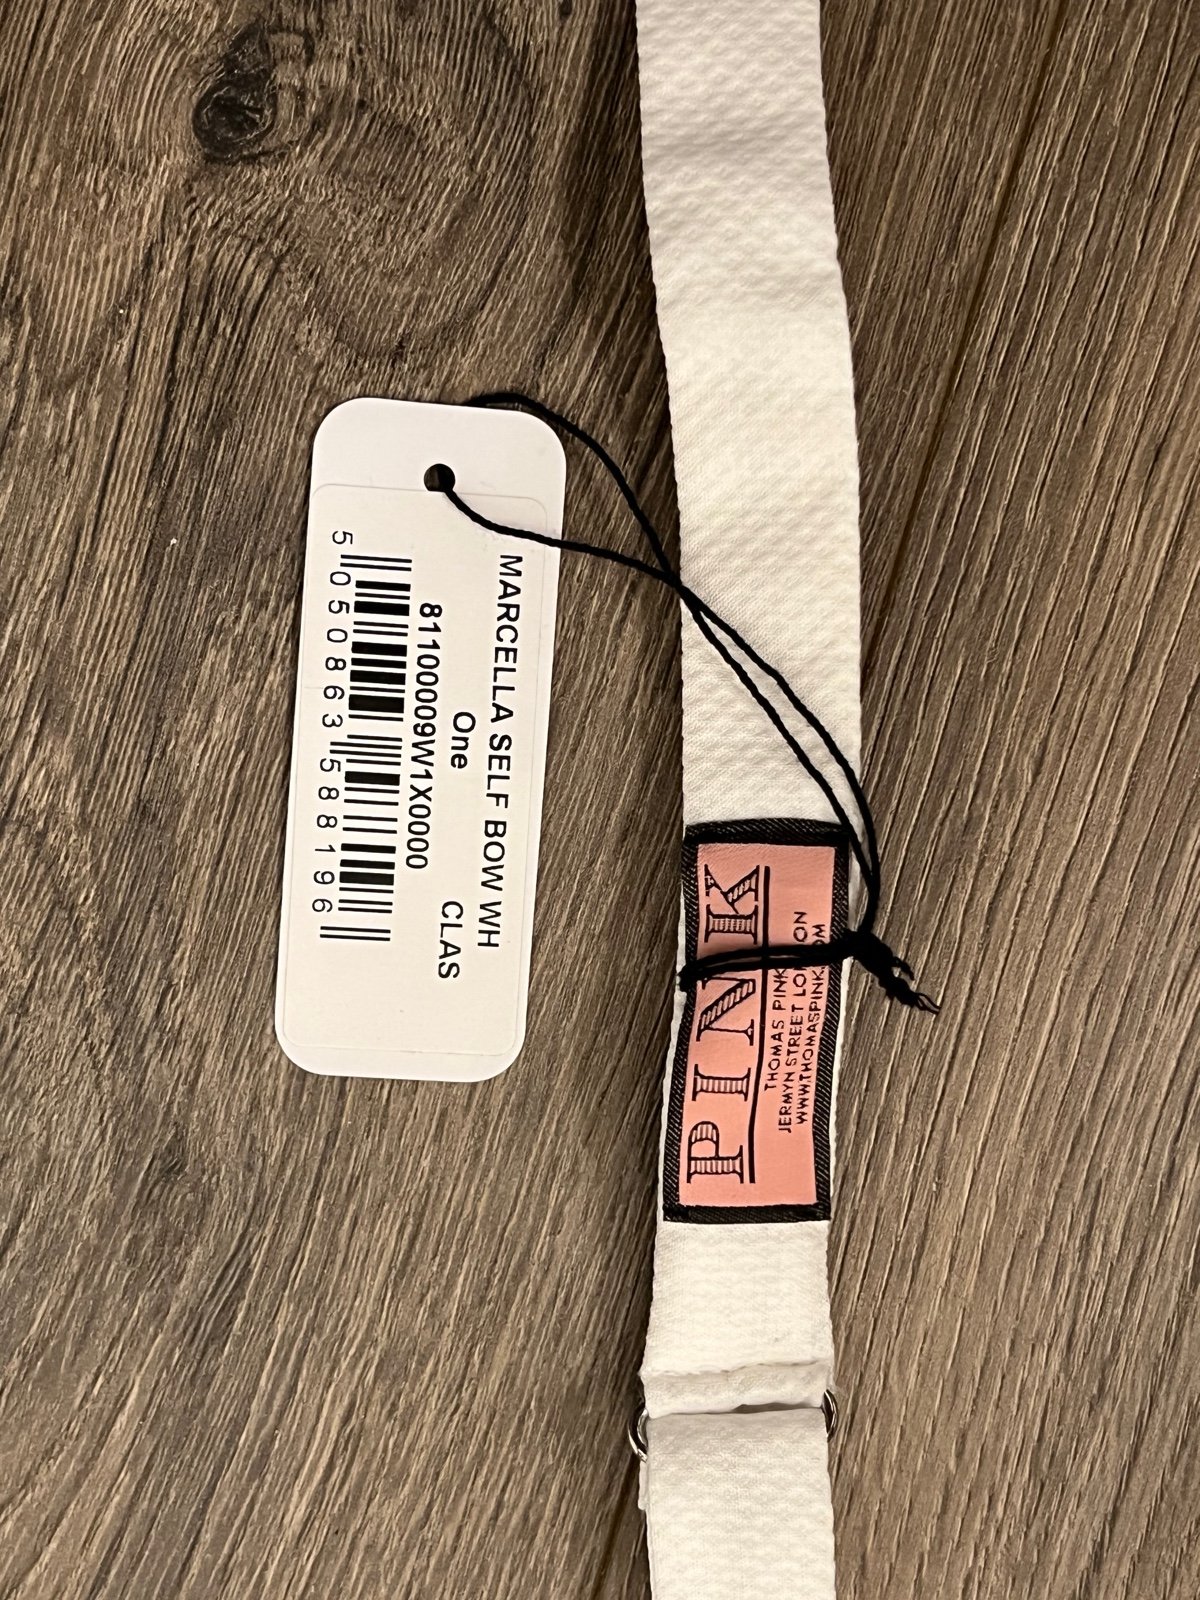 MARCELLA SELF BOW WH
One CLAS
81100009W1X0000
5 050863 588196
PINK
THOMAS PINK
JERMYN STREET LONDON
WWW.THOMASPINK.COM